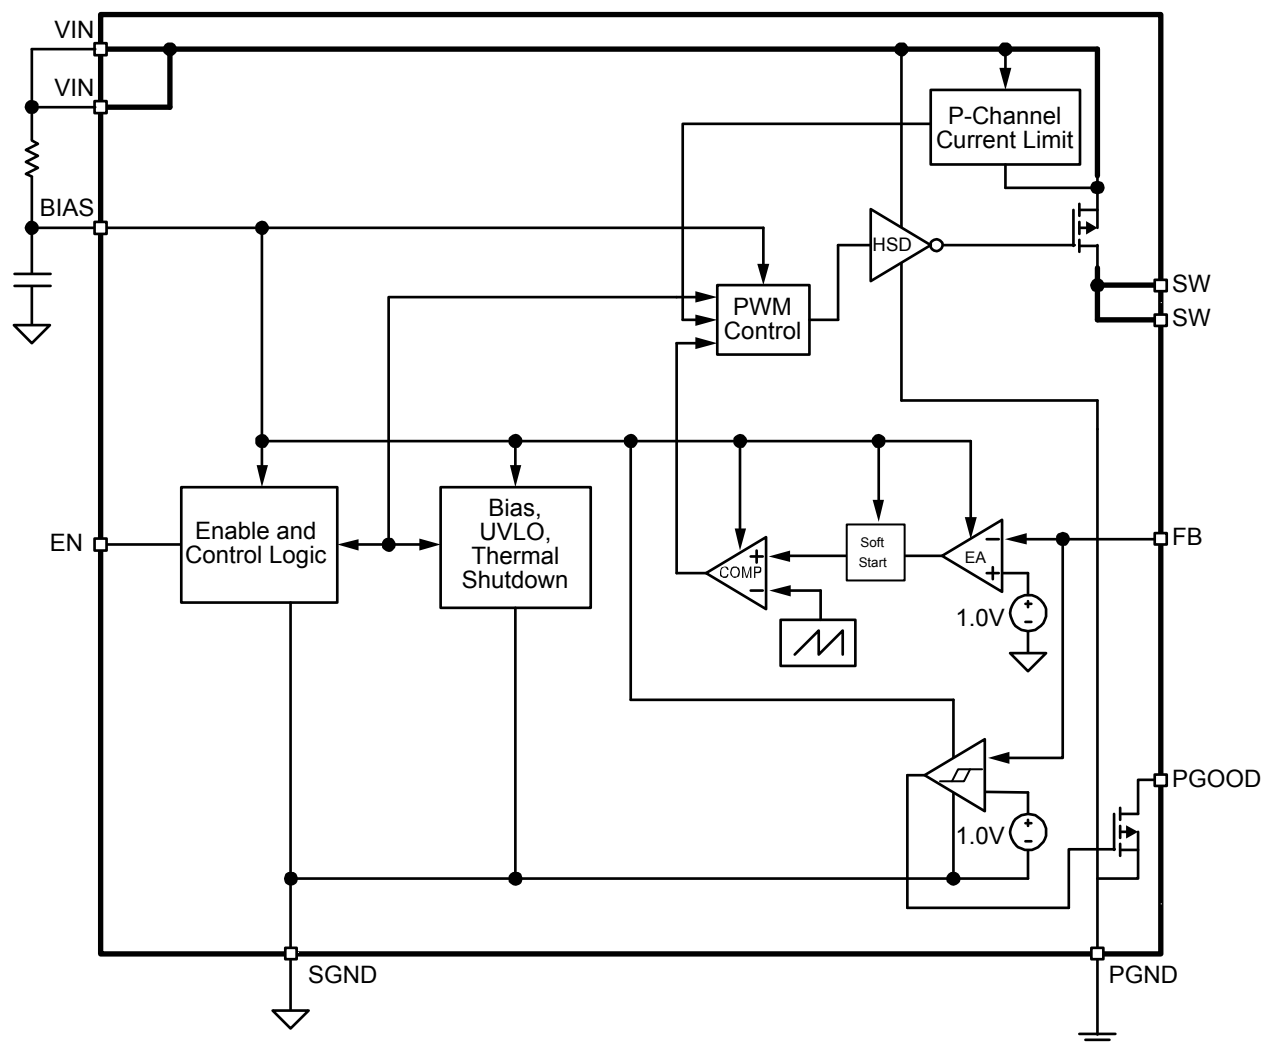 VIN
VIN
P-Channel
Current Limit
BIAS
HSD
SW
PWM
Control
SW
Enable and
Control Logic
Bias,
UVLO,
Thermal
Shutdown
EN
Soft
Start
COMP
+
−
EA
−
+
FB
1.0V
+
−
1.0V
+
−
PGOOD
SGND
PGND